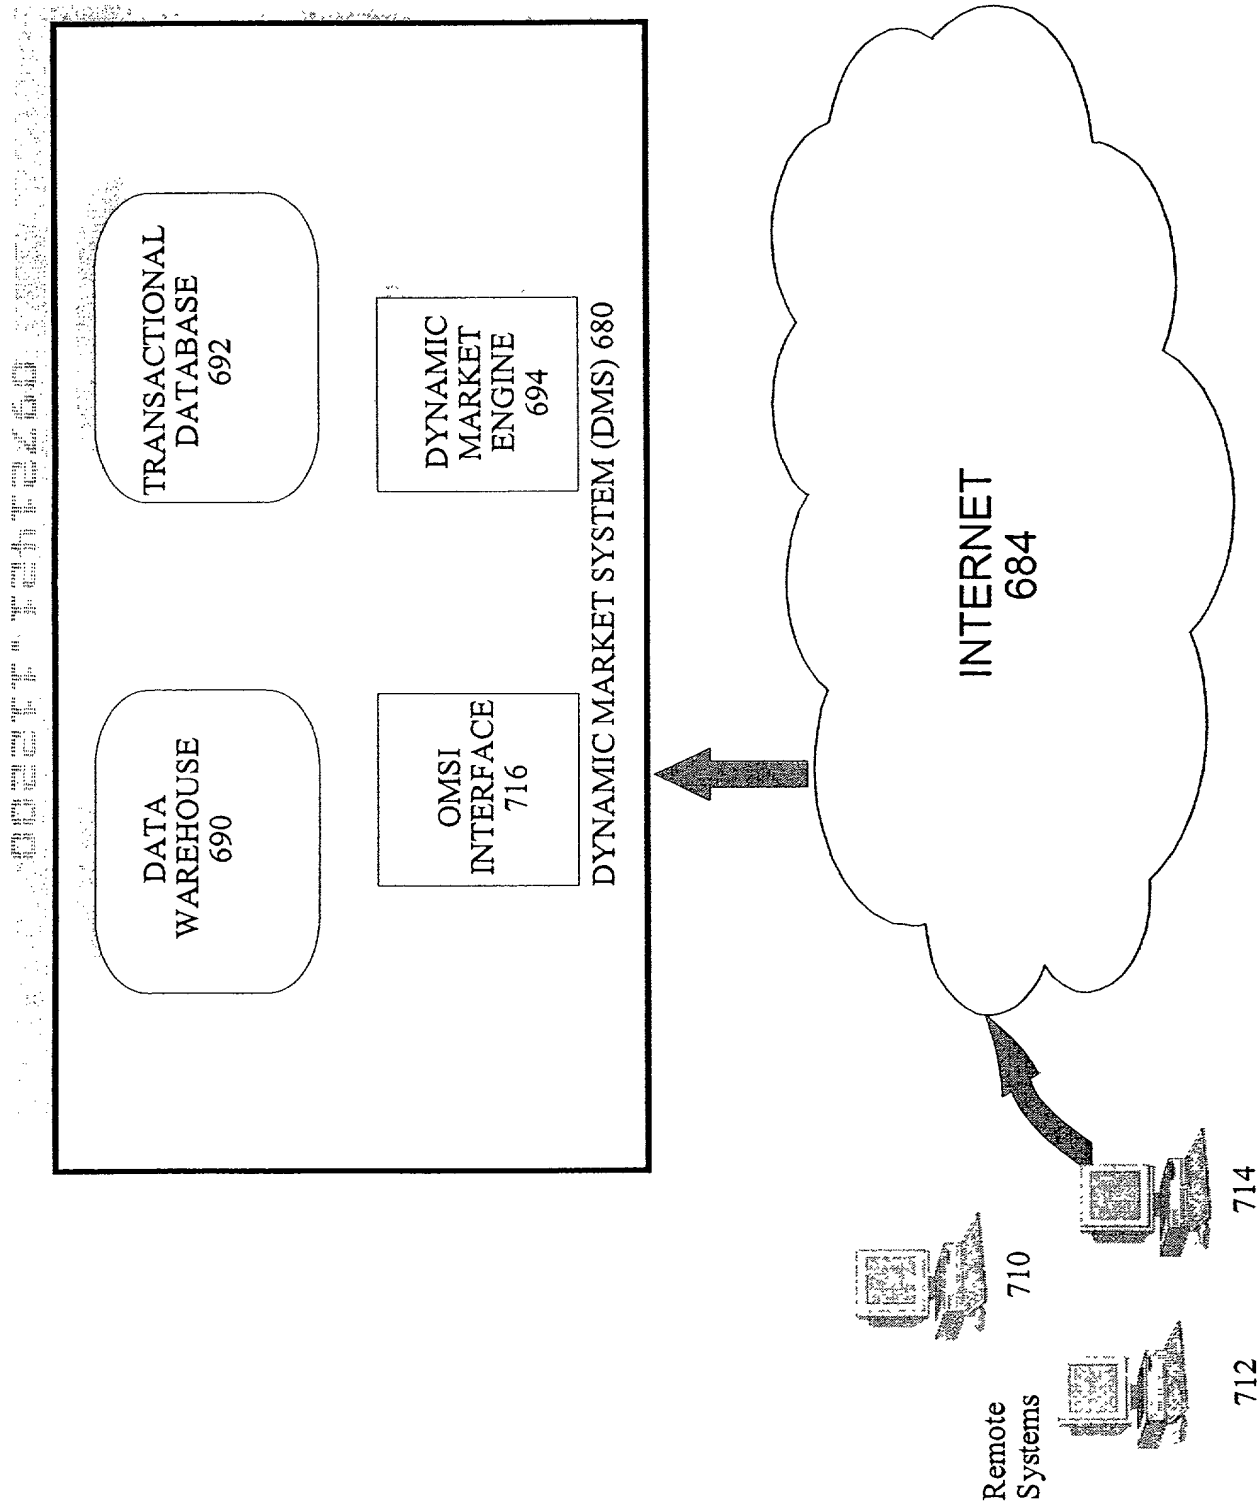 DATA
WAREHOUSE
690
TRANSACTIONAL
DATABASE
692
OMSI
INTERFACE
716
DYNAMIC
MARKET
ENGINE
694
DYNAMIC MARKET SYSTEM (DMS) 680
INTERNET
684
Remote
Systems
710
712
714